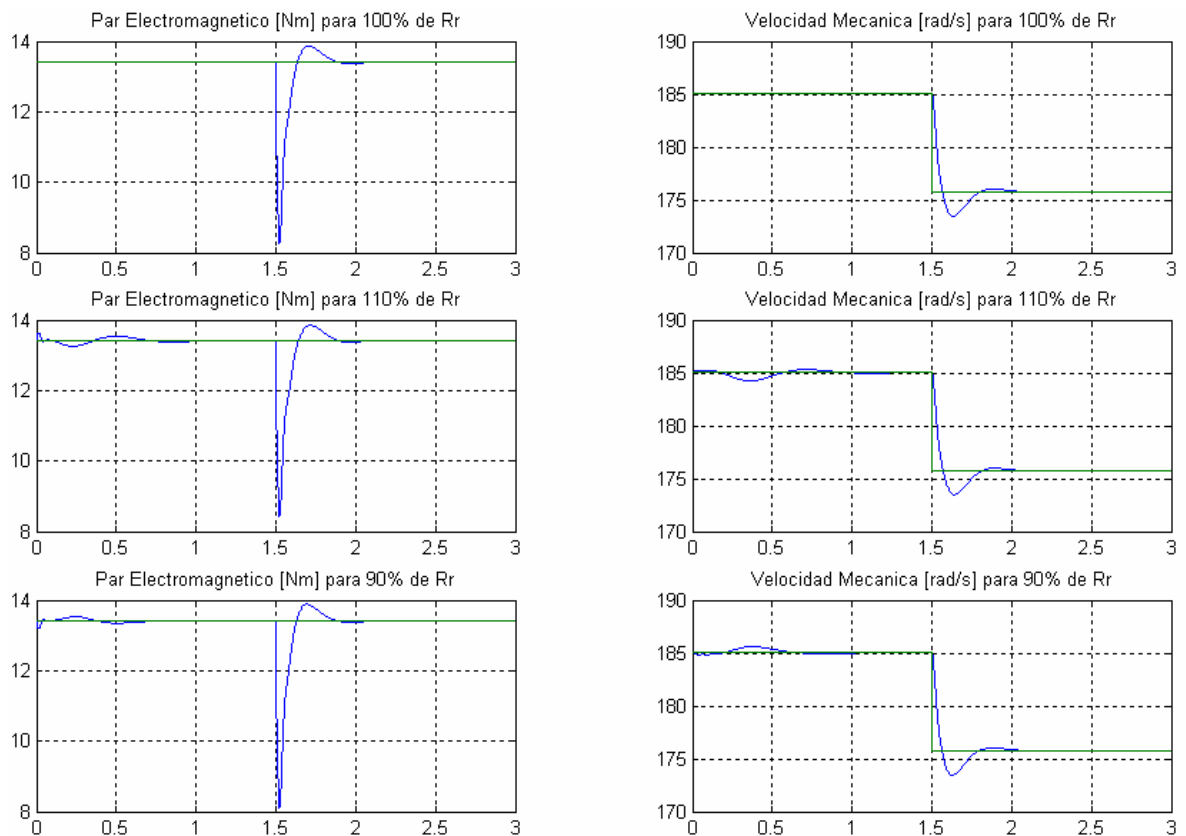 Par Electromagnetico [Nm] para 100% de Rr
14
12
10
8
0 0.5 1 1.5 2 2.5 3
Velocidad Mecanica [rad/s] para 100% de Rr
190
185
180
175
170
0 0.5 1 1.5 2 2.5 3
Par Electromagnetico [Nm] para 110% de Rr
14
12
10
8
0 0.5 1 1.5 2 2.5 3
Velocidad Mecanica [rad/s] para 110% de Rr
190
185
180
175
170
0 0.5 1 1.5 2 2.5 3
Par Electromagnetico [Nm] para 90% de Rr
14
12
10
8
0 0.5 1 1.5 2 2.5 3
Velocidad Mecanica [rad/s] para 90% de Rr
190
185
180
175
170
0 0.5 1 1.5 2 2.5 3